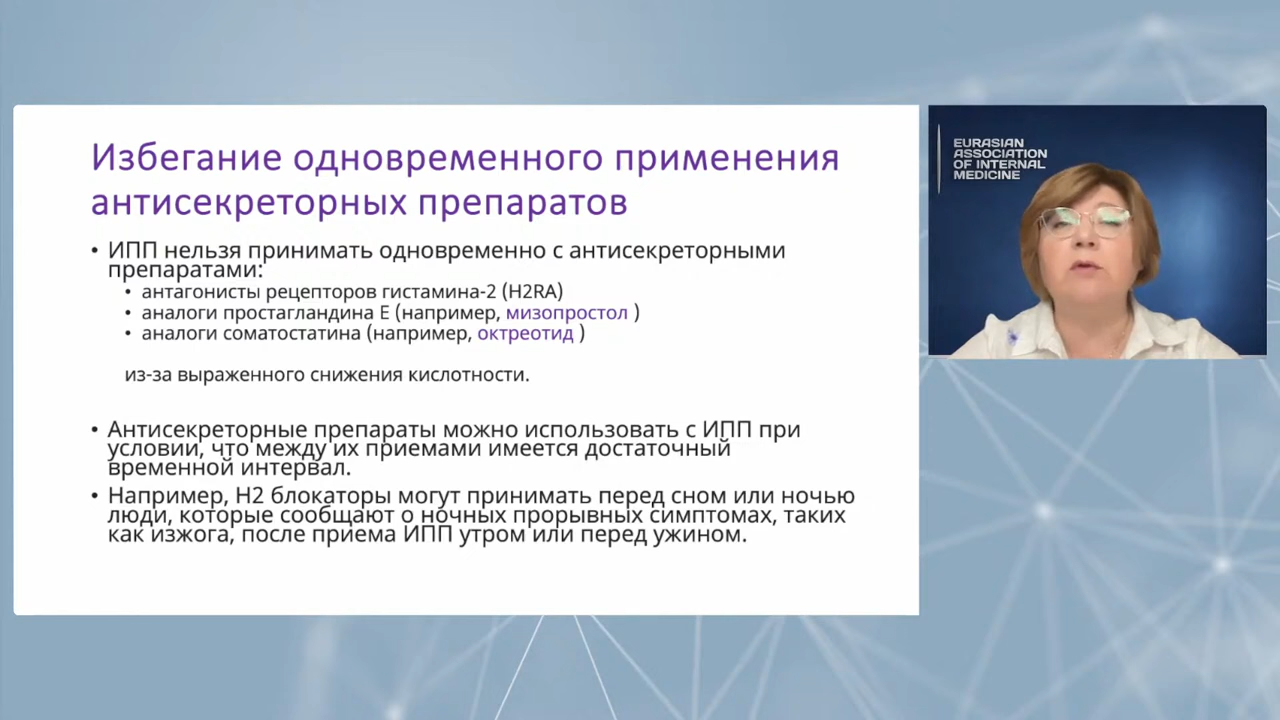 Избегание одновременного применения
антисекреторных препаратов
• ИПП нельзя принимать одновременно с антисекреторными
препаратами:
• антагонисты рецепторов гистамина-2 (H2RA)
• аналоги простагландина Е (например, мизопростол )
• аналоги соматостатина (например, октреотид )
из-за выраженного снижения кислотности.
• Антисекреторные препараты можно использовать с ИПП при
условии, что между их приемами имеется достаточный
временной интервал.
• Например, H2 блокаторы могут принимать перед сном или ночью
люди, которые сообщают о ночных прорывных симптомах, таких
как изжога, после приема ИПП утром или перед ужином.
EURASIAN
ASSOCIATION
OF INTERNAL
MEDICINE